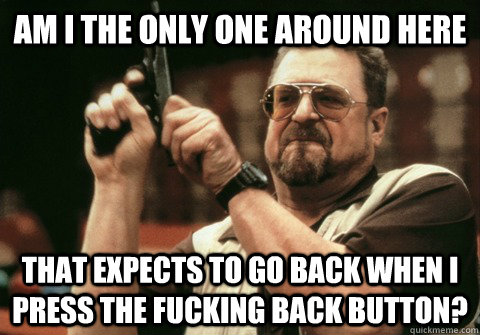 AM I THE ONLY ONE AROUND HERE
THAT EXPECTS TO GO BACK WHEN I
PRESS THE FUCKING BACK BUTTON?
quickmeme.com